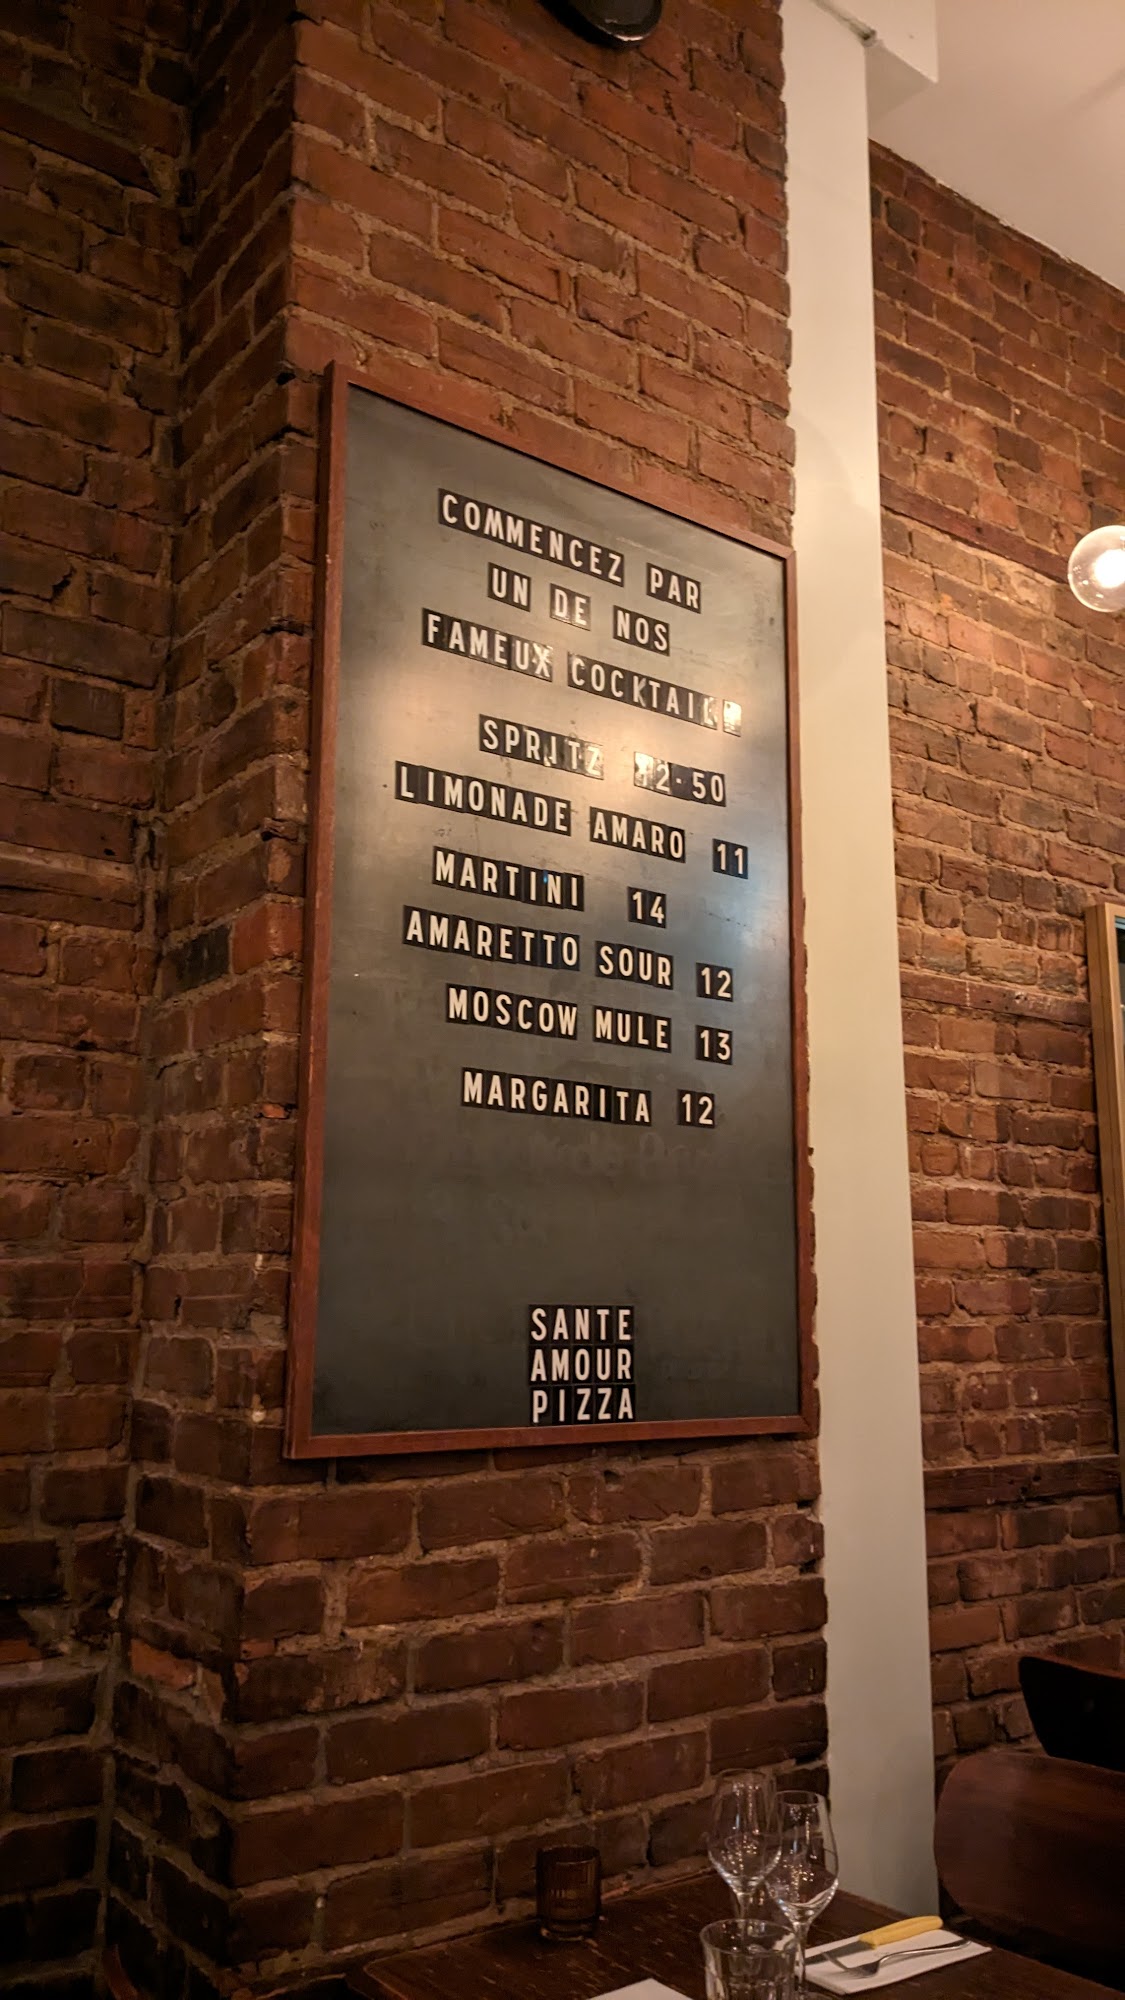 COMMENCEZ PAR
UN DE NOS
FAMEUX COCKTAILS
SPRITZ 12.50
LIMONADE AMARO 11
MARTINI 14
AMARETTO SOUR 12
MOSCOW MULE 13
MARGARITA 12
SANTE
AMOUR
PIZZA